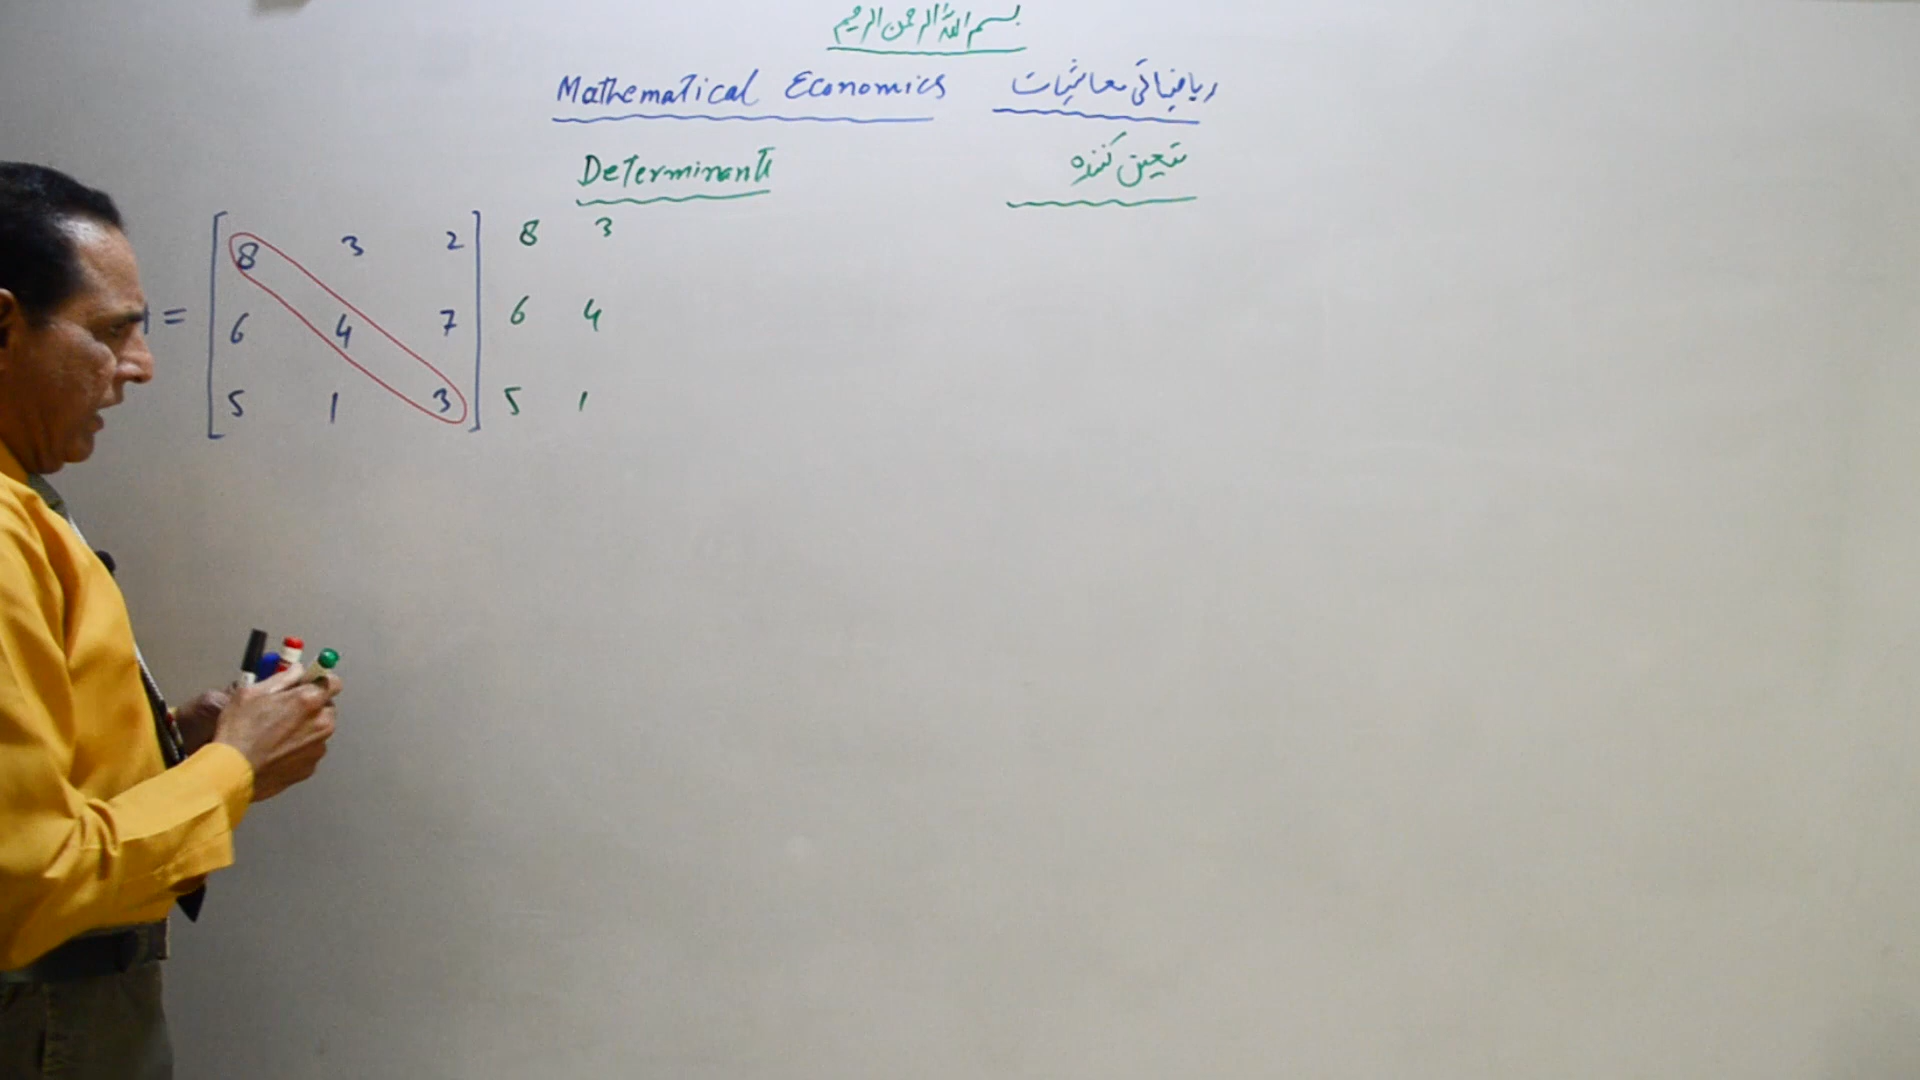 بسم اللہ الرحمن الرحیم
Mathematical Economics ریاضیاتی معاشیات
Determinants متعین کنندہ
8 3 2 8 3
= 6 4 7 6 4
5 1 3 5 1